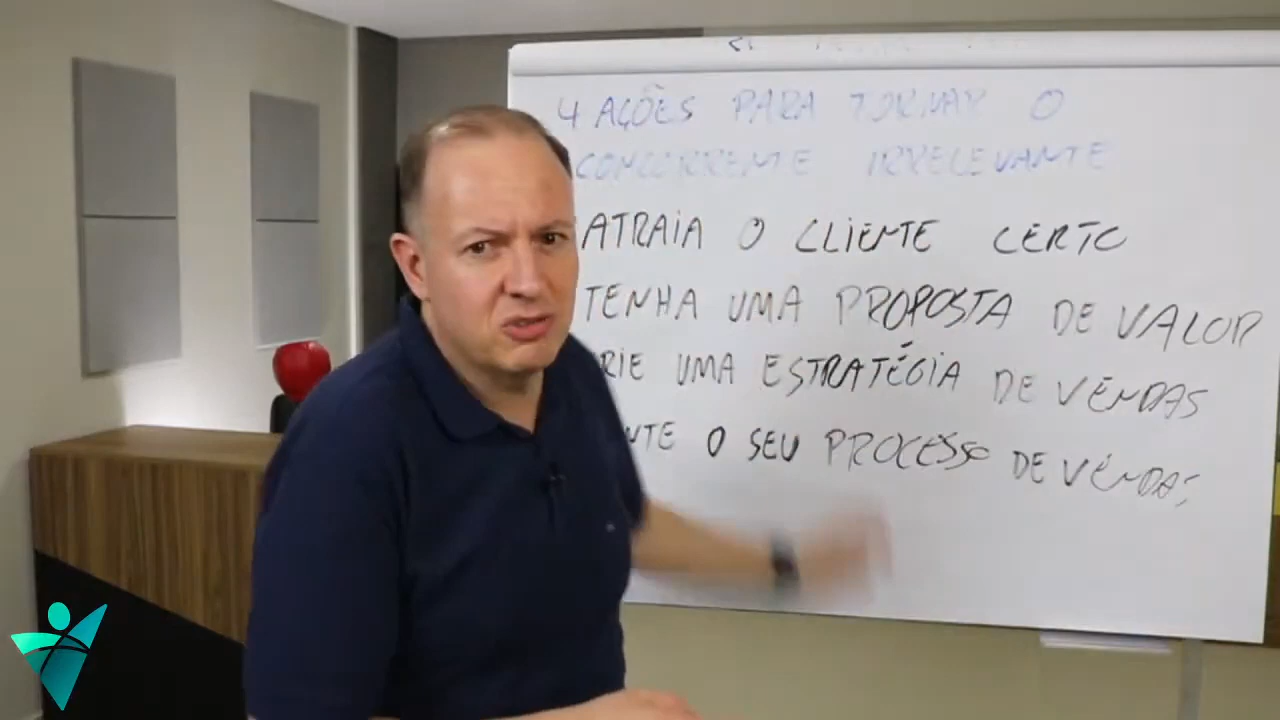 4 AÇÕES PARA TORNAR O
CONCORRENTE IRRELEVANTE
ATRAIA O CLIENTE CERTO
TENHA UMA PROPOSTA DE VALOR
RIE UMA ESTRATÉGIA DE VENDAS
NTE O SEU PROCESSO DE VENDAS